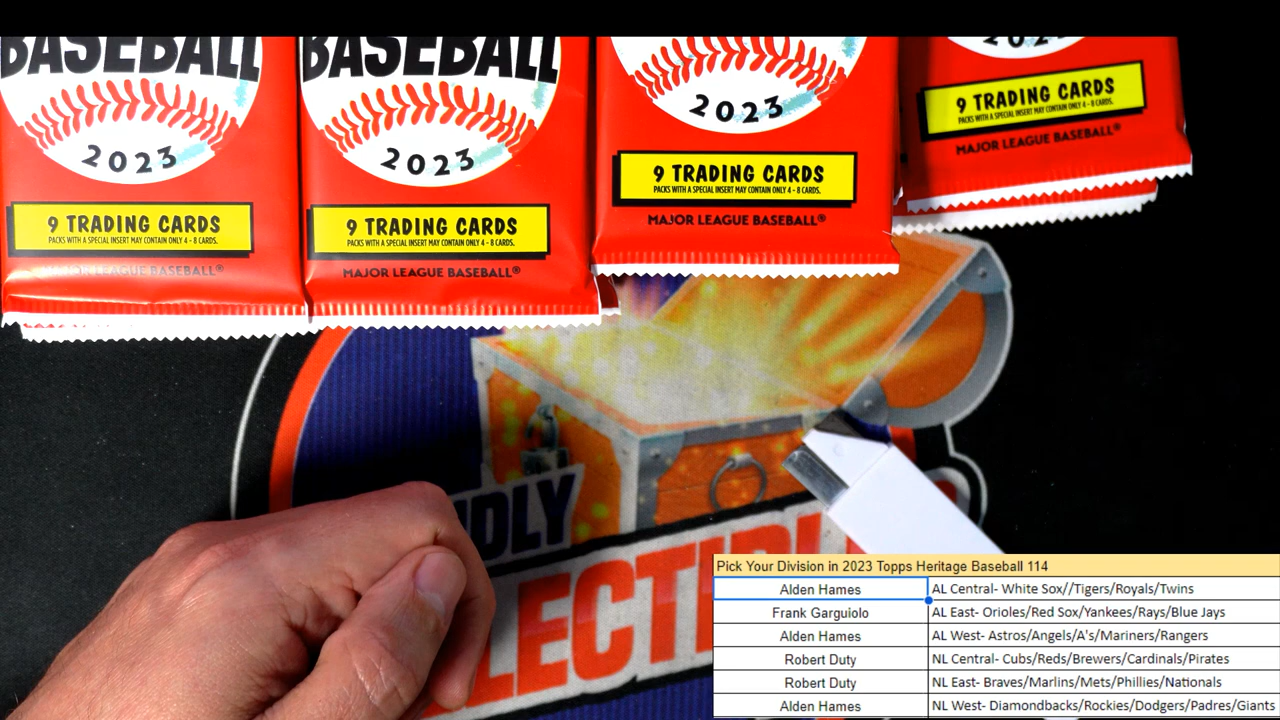 BASEBALL
2023
9 TRADING CARDS
PACKS WITH A SPECIAL INSERT MAY CONTAIN ONLY 4 - 8 CARDS.
MAJOR LEAGUE BASEBALL®
BASEBALL
2023
9 TRADING CARDS
PACKS WITH A SPECIAL INSERT MAY CONTAIN ONLY 4 - 8 CARDS.
MAJOR LEAGUE BASEBALL®
2023
9 TRADING CARDS
PACKS WITH A SPECIAL INSERT MAY CONTAIN ONLY 4 - 8 CARDS.
MAJOR LEAGUE BASEBALL®
9 TRADING CARDS
PACKS WITH A SPECIAL INSERT MAY CONTAIN ONLY 4 - 8 CARDS.
MAJOR LEAGUE BASEBALL®
Pick Your Division in 2023 Topps Heritage Baseball 114
Alden Hames AL Central- White Sox//Tigers/Royals/Twins
Frank Garguiolo AL East- Orioles/Red Sox/Yankees/Rays/Blue Jays
Alden Hames AL West- Astros/Angels/A's/Mariners/Rangers
Robert Duty NL Central- Cubs/Reds/Brewers/Cardinals/Pirates
Robert Duty NL East- Braves/Marlins/Mets/Phillies/Nationals
Alden Hames NL West- Diamondbacks/Rockies/Dodgers/Padres/Giants